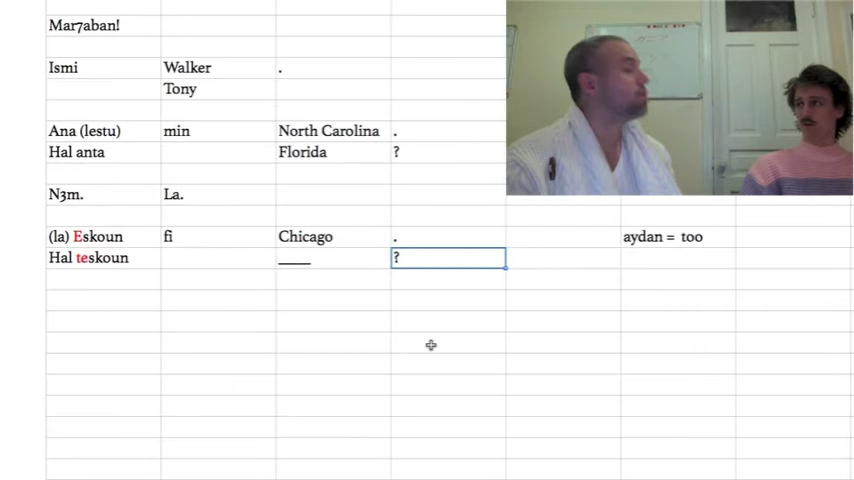 Mar7aban!
Ismi Walker .
Tony
Ana (lestu) min North Carolina .
Hal anta Florida ?
N3m. La.
(la) Eskoun fi Chicago . aydan = too
Hal teskoun ____ ?